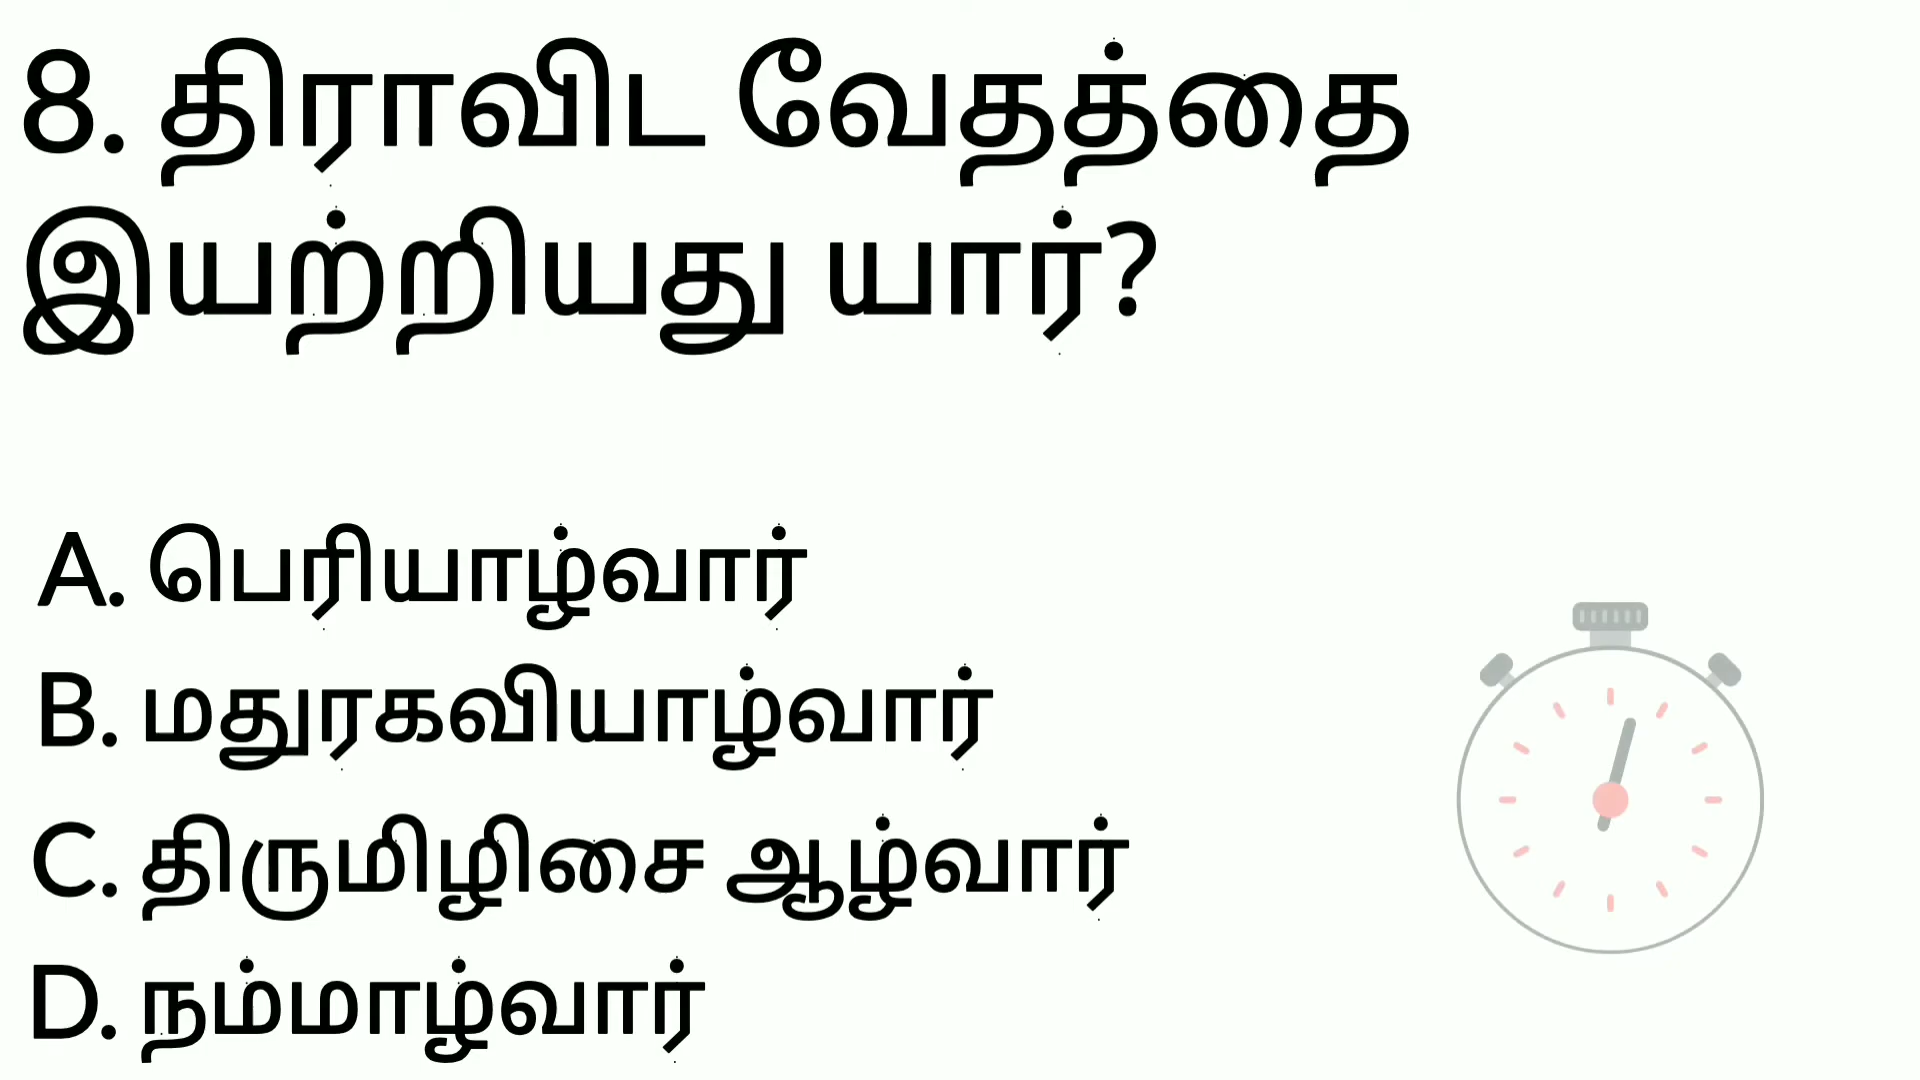 8. திராவிட வேதத்தை
இயற்றியது யார்?
A. பெரியாழ்வார்
B. மதுரகவியாழ்வார்
C. திருமிழிசை ஆழ்வார்
D. நம்மாழ்வார்